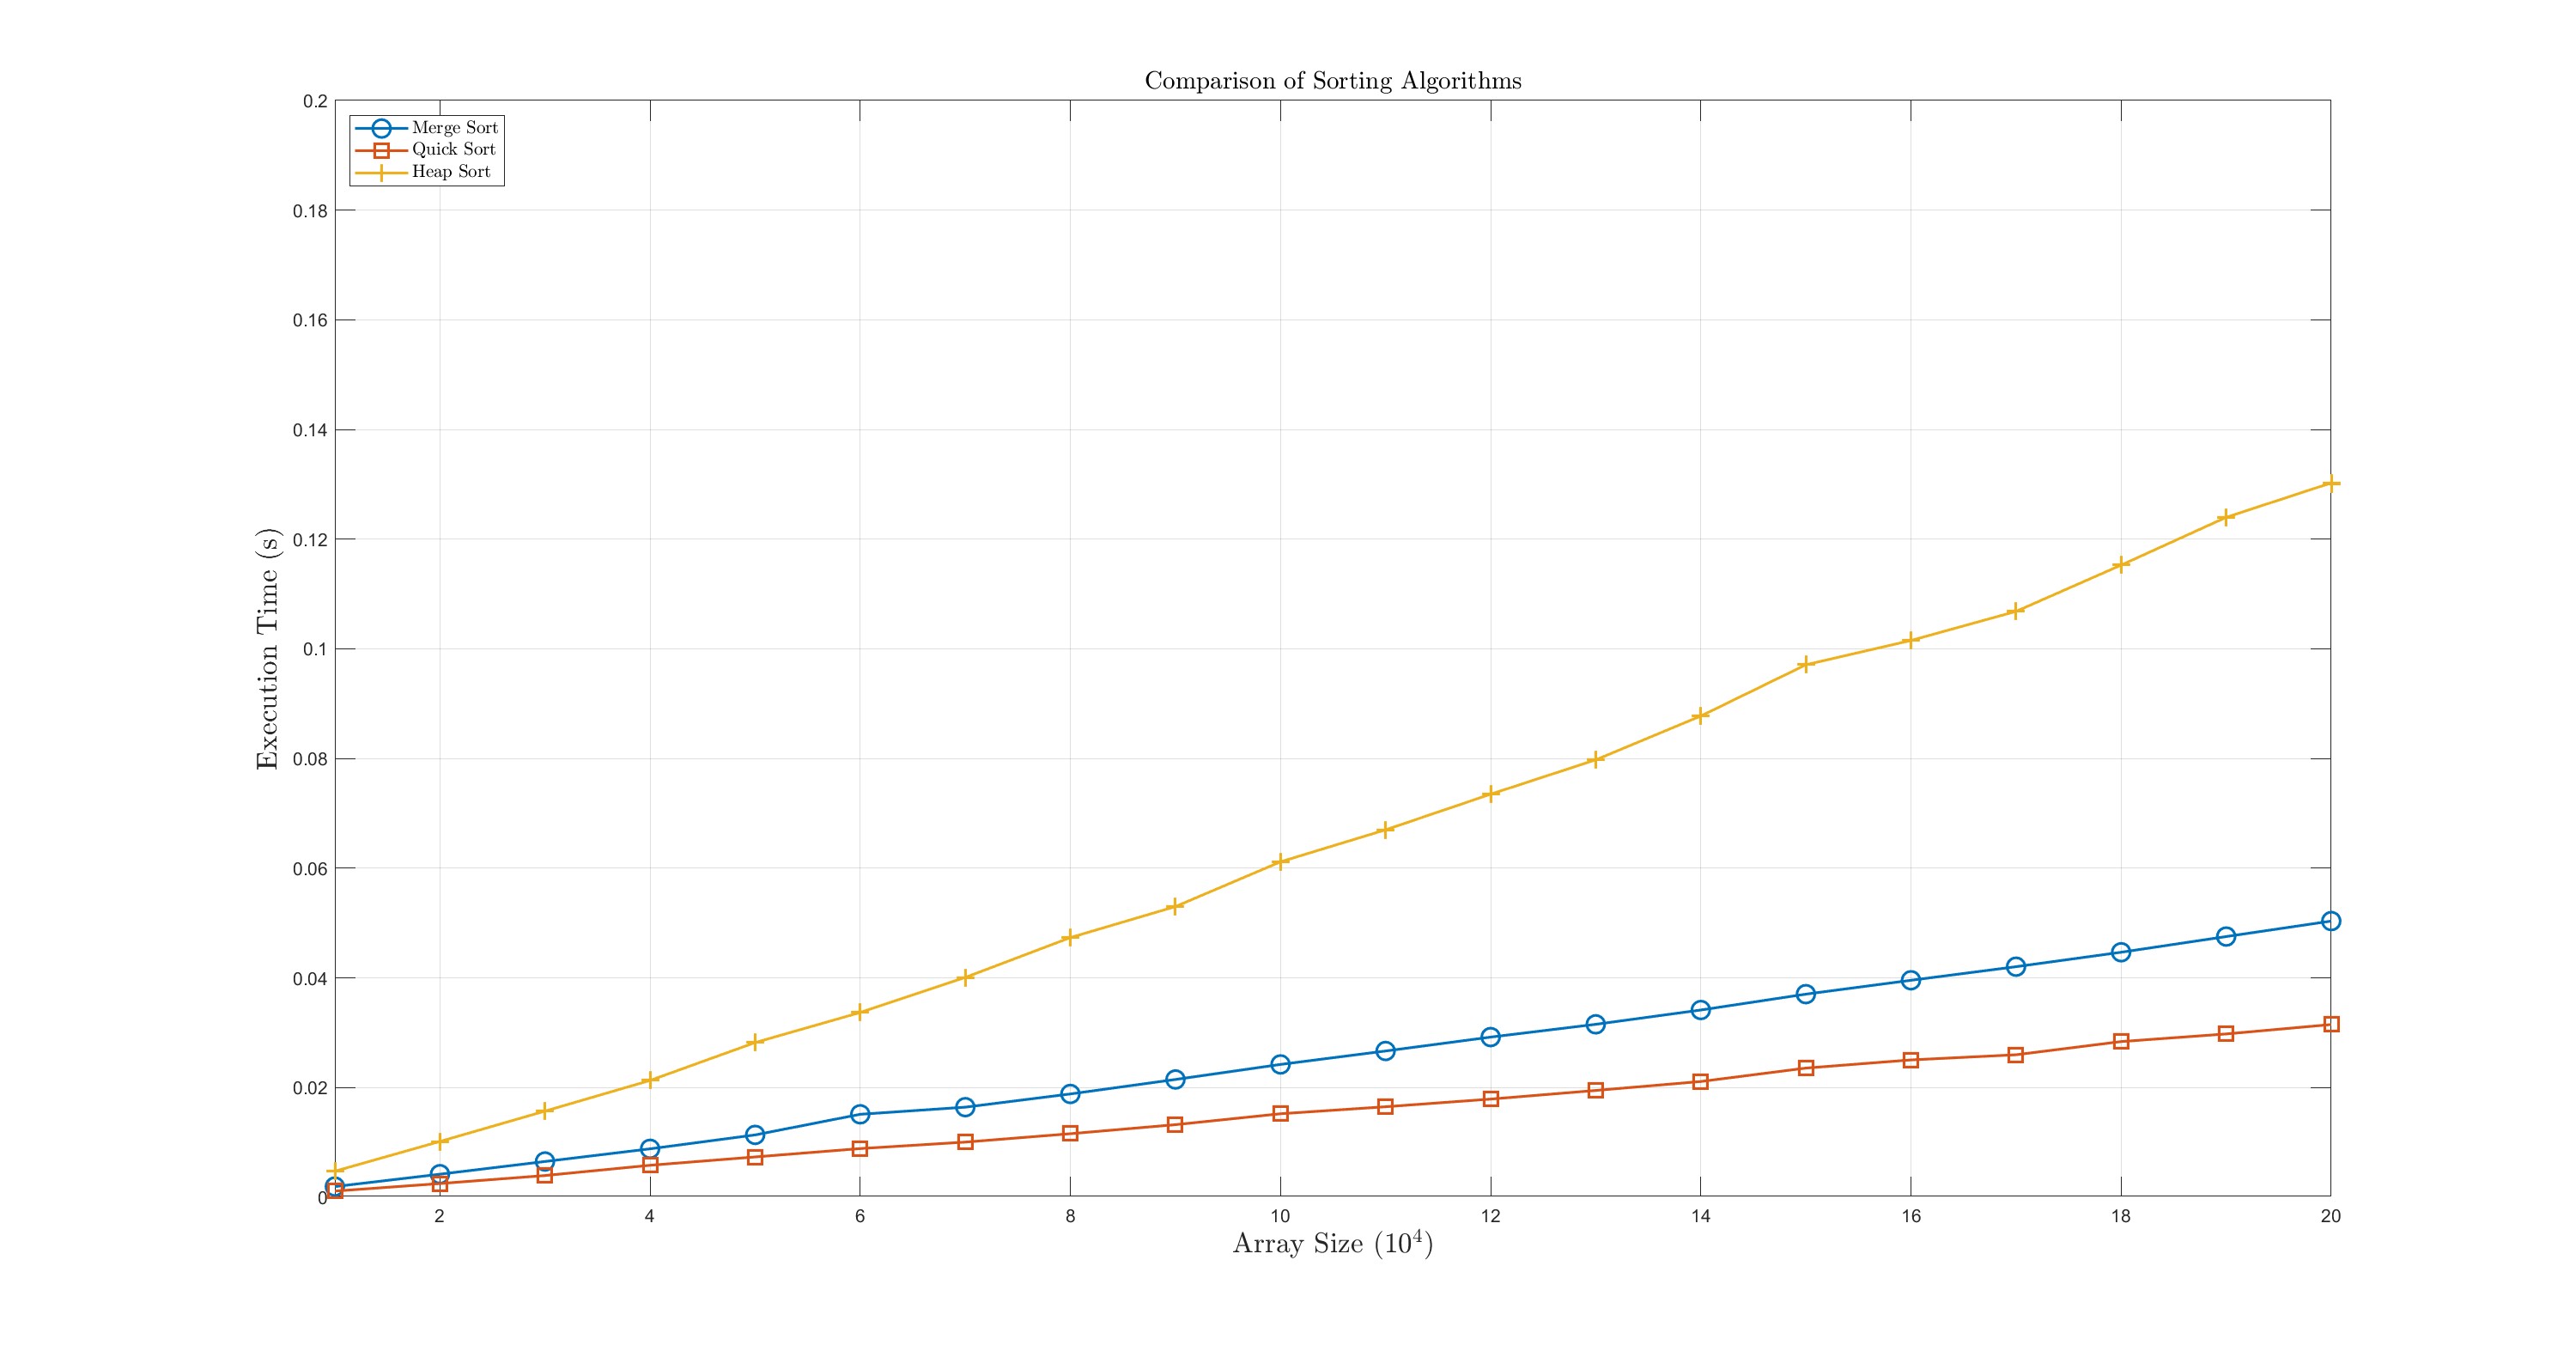 Comparison of Sorting Algorithms
Merge Sort
Quick Sort
Heap Sort
Execution Time (s)
0.2
0.18
0.16
0.14
0.12
0.1
0.08
0.06
0.04
0.02
0
2 4 6 8 10 12 14 16 18 20
Array Size (10⁴)